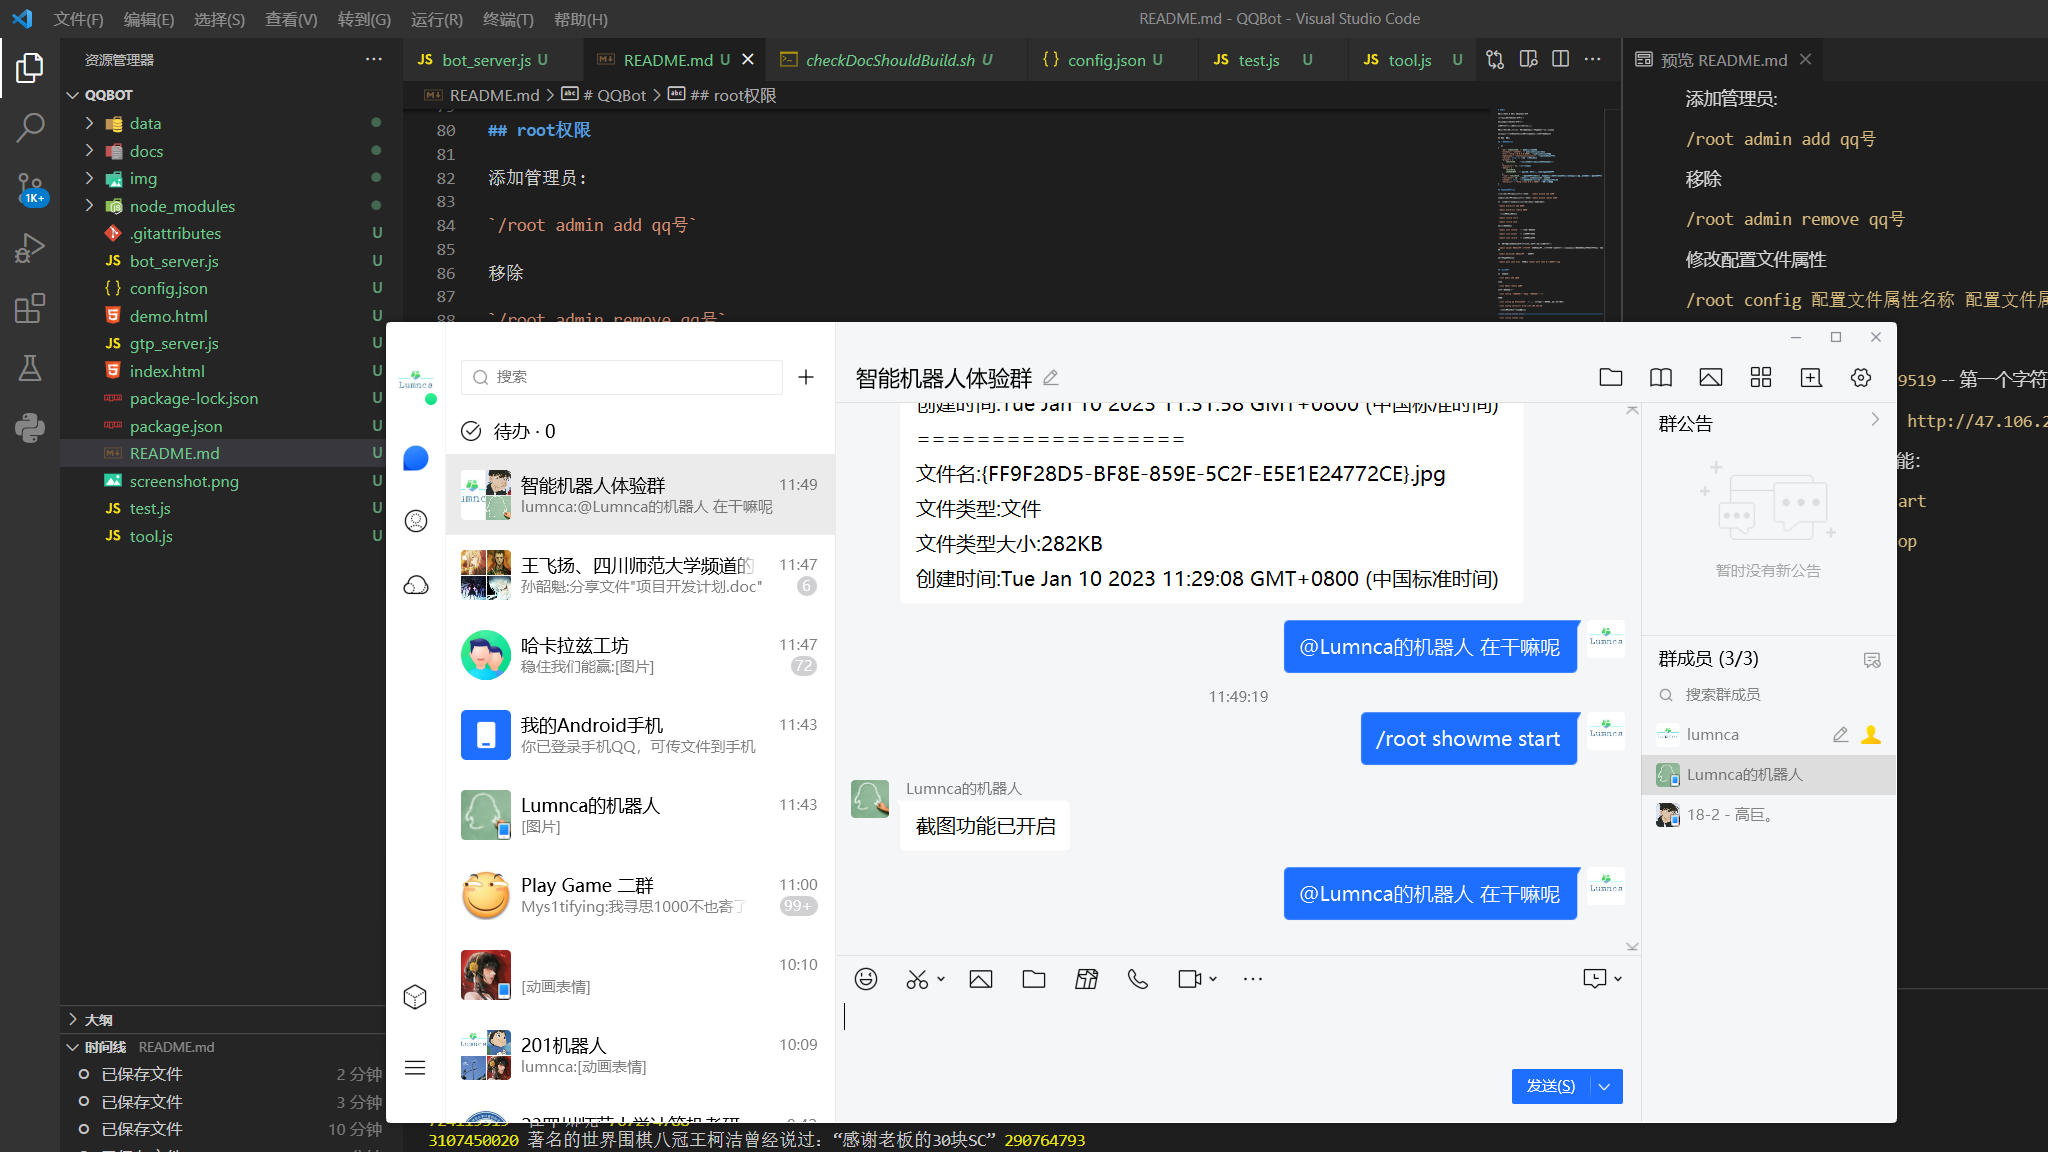 文件(F) 编辑(E) 选择(S) 查看(V) 转到(G) 运行(R) 终端(T) 帮助(H)
README.md - QQBot - Visual Studio Code
资源管理器
QQBOT
data
docs
img
node_modules
.gitattributes U
bot_server.js U
config.json U
demo.html U
gtp_server.js U
index.html U
package-lock.json U
package.json U
README.md U
screenshot.png U
test.js U
tool.js U
1K+
大纲
时间线 README.md
已保存文件 2 分钟
已保存文件 3 分钟
已保存文件 10 分钟
JS bot_server.js U
README.md U
checkDocShouldBuild.sh U
{} config.json U
JS test.js U
JS tool.js U
README.md > # QQBot > ## root权限
80 ## root权限
81
82 添加管理员:
83
84 `/root admin add qq号`
85
86 移除
87
88 `/root admin remove qq号`
预览 README.md
添加管理员:
/root admin add qq号
移除
/root admin remove qq号
修改配置文件属性
/root config 配置文件属性名称 配置文件属
9519 -- 第一个字符
http://47.106.2
能:
art
op
Lumnca
搜索
待办 · 0
智能机器人体验群 11:49
lumnca:@Lumnca的机器人 在干嘛呢
王飞扬、四川师范大学频道的 11:47
孙韶魁:分享文件"项目开发计划.doc" 6
哈卡拉兹工坊 11:47
稳住我们能赢:[图片] 72
我的Android手机 11:43
你已登录手机QQ，可传文件到手机
Lumnca的机器人 11:43
[图片]
Play Game 二群 11:00
Mys1tifying:我寻思1000不也寄了 99+
10:10
[动画表情]
201机器人 10:09
lumnca:[动画表情]
智能机器人体验群
创建时间:Tue Jan 10 2023 11:31:58 GMT+0800 (中国标准时间)
==================
文件名:{FF9F28D5-BF8E-859E-5C2F-E5E1E24772CE}.jpg
文件类型:文件
文件类型大小:282KB
创建时间:Tue Jan 10 2023 11:29:08 GMT+0800 (中国标准时间)
@Lumnca的机器人 在干嘛呢
Lumnca
11:49:19
/root showme start
Lumnca
Lumnca的机器人
截图功能已开启
@Lumnca的机器人 在干嘛呢
Lumnca
发送(S)
群公告
暂时没有新公告
群成员 (3/3)
搜索群成员
lumnca
Lumnca的机器人
18-2 - 高巨。
3107450020 著名的世界围棋八冠王柯洁曾经说过：“感谢老板的30块SC” 290764793